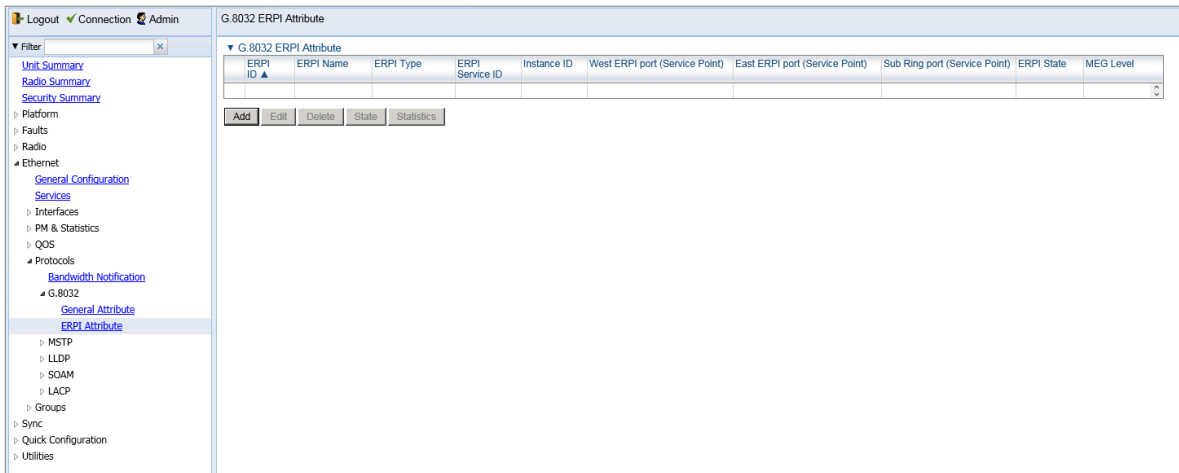 Logout Connection Admin
Filter
Unit Summary
Radio Summary
Security Summary
Platform
Faults
Radio
Ethernet
General Configuration
Services
Interfaces
PM & Statistics
QOS
Protocols
Bandwidth Notification
G.8032
General Attribute
ERPI Attribute
MSTP
LLDP
SOAM
LACP
Groups
Sync
Quick Configuration
Utilities
G.8032 ERPI Attribute
▼ G.8032 ERPI Attribute
ERPI ID ▲ ERPI Name ERPI Type ERPI Service ID Instance ID West ERPI port (Service Point) East ERPI port (Service Point) Sub Ring port (Service Point) ERPI State MEG Level
Add Edit Delete State Statistics